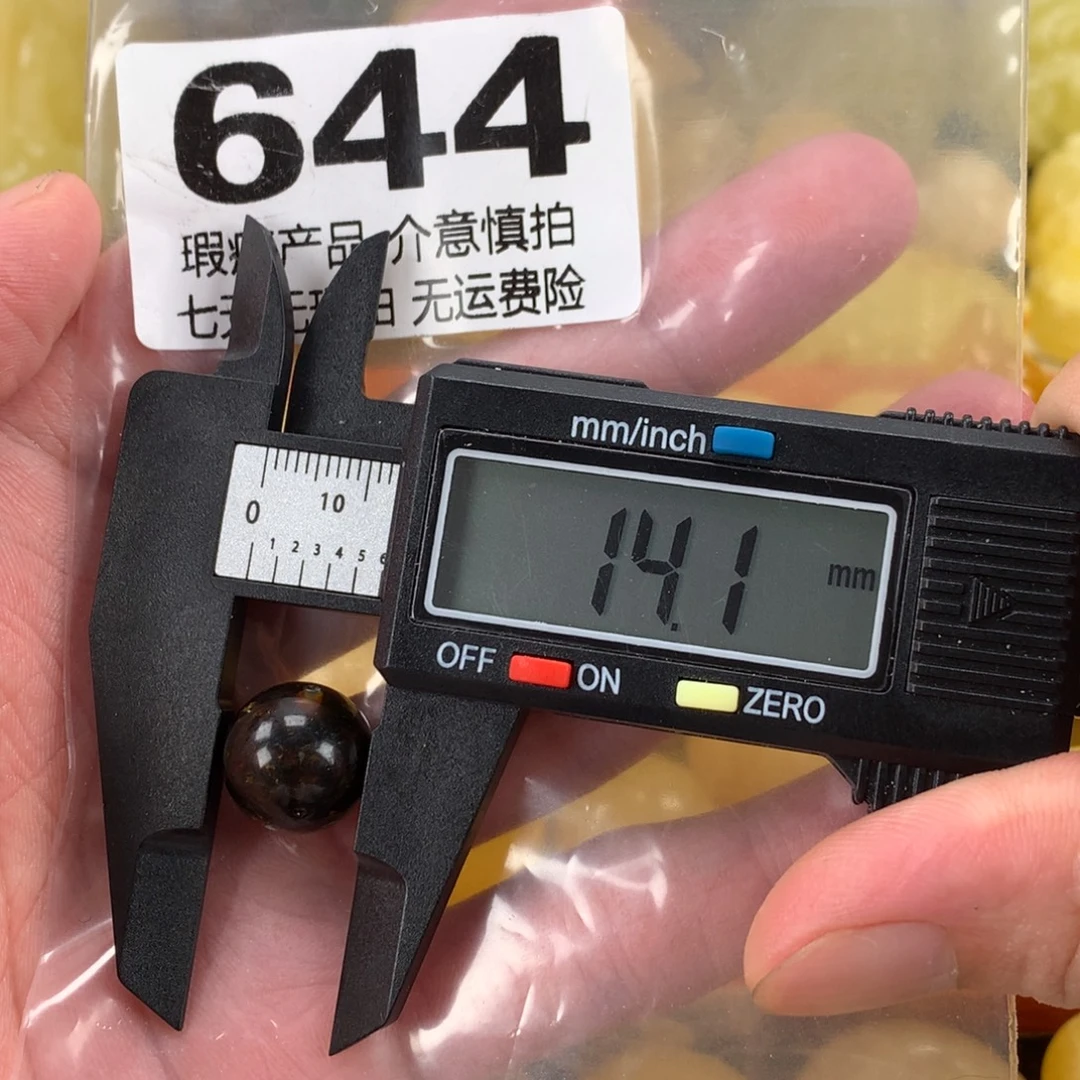 644
瑕 产品 介意慎拍
七 无运费险
mm/inch
0 10
1 2 3 4 5 6
14.1 mm
OFF ON ZERO